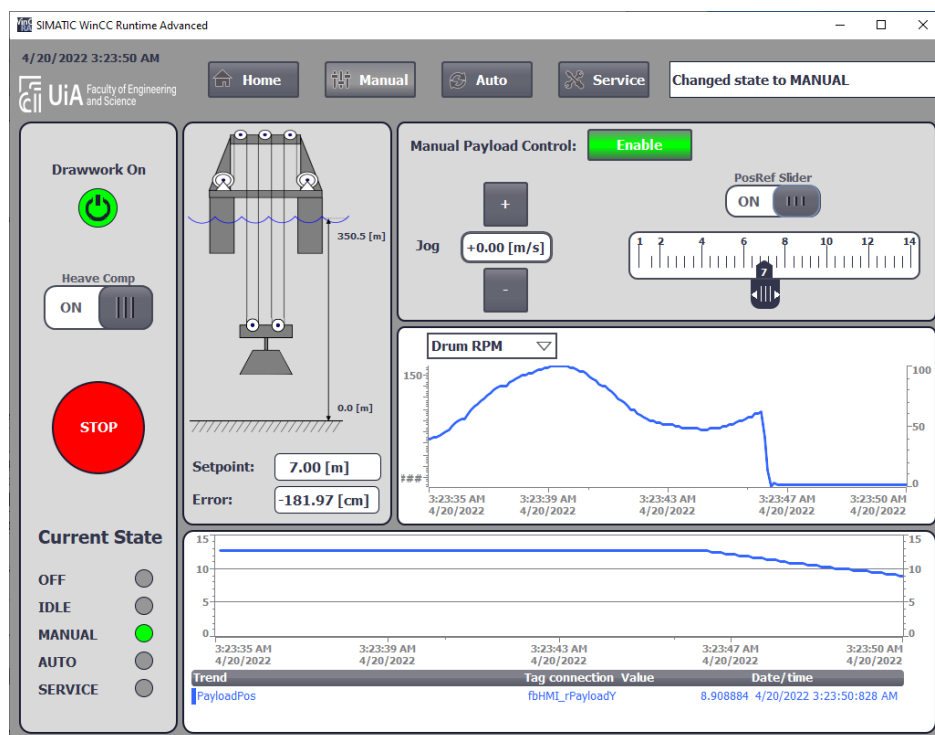 SIMATIC WinCC Runtime Advanced
4/20/2022 3:23:50 AM
UiA Faculty of Engineering
and Science
Home
Manual
Auto
Service
Changed state to MANUAL
Drawwork On
Heave Comp
ON
STOP
Current State
OFF
IDLE
MANUAL
AUTO
SERVICE
350.5 [m]
0.0 [m]
Setpoint: 7.00 [m]
Error: -181.97 [cm]
Manual Payload Control: Enable
+
Jog +0.00 [m/s]
-
PosRef Slider
ON
1 2 4 6 8 10 12 14
7
Drum RPM
150
###
100
50
0
3:23:35 AM 3:23:39 AM 3:23:43 AM 3:23:47 AM 3:23:50 AM
4/20/2022 4/20/2022 4/20/2022 4/20/2022 4/20/2022
15 15
10 10
5 5
0 0
3:23:35 AM 3:23:39 AM 3:23:43 AM 3:23:47 AM 3:23:50 AM
4/20/2022 4/20/2022 4/20/2022 4/20/2022 4/20/2022
Trend Tag connection Value Date/time
PayloadPos fbHMI_rPayloadY 8.908884 4/20/2022 3:23:50:828 AM